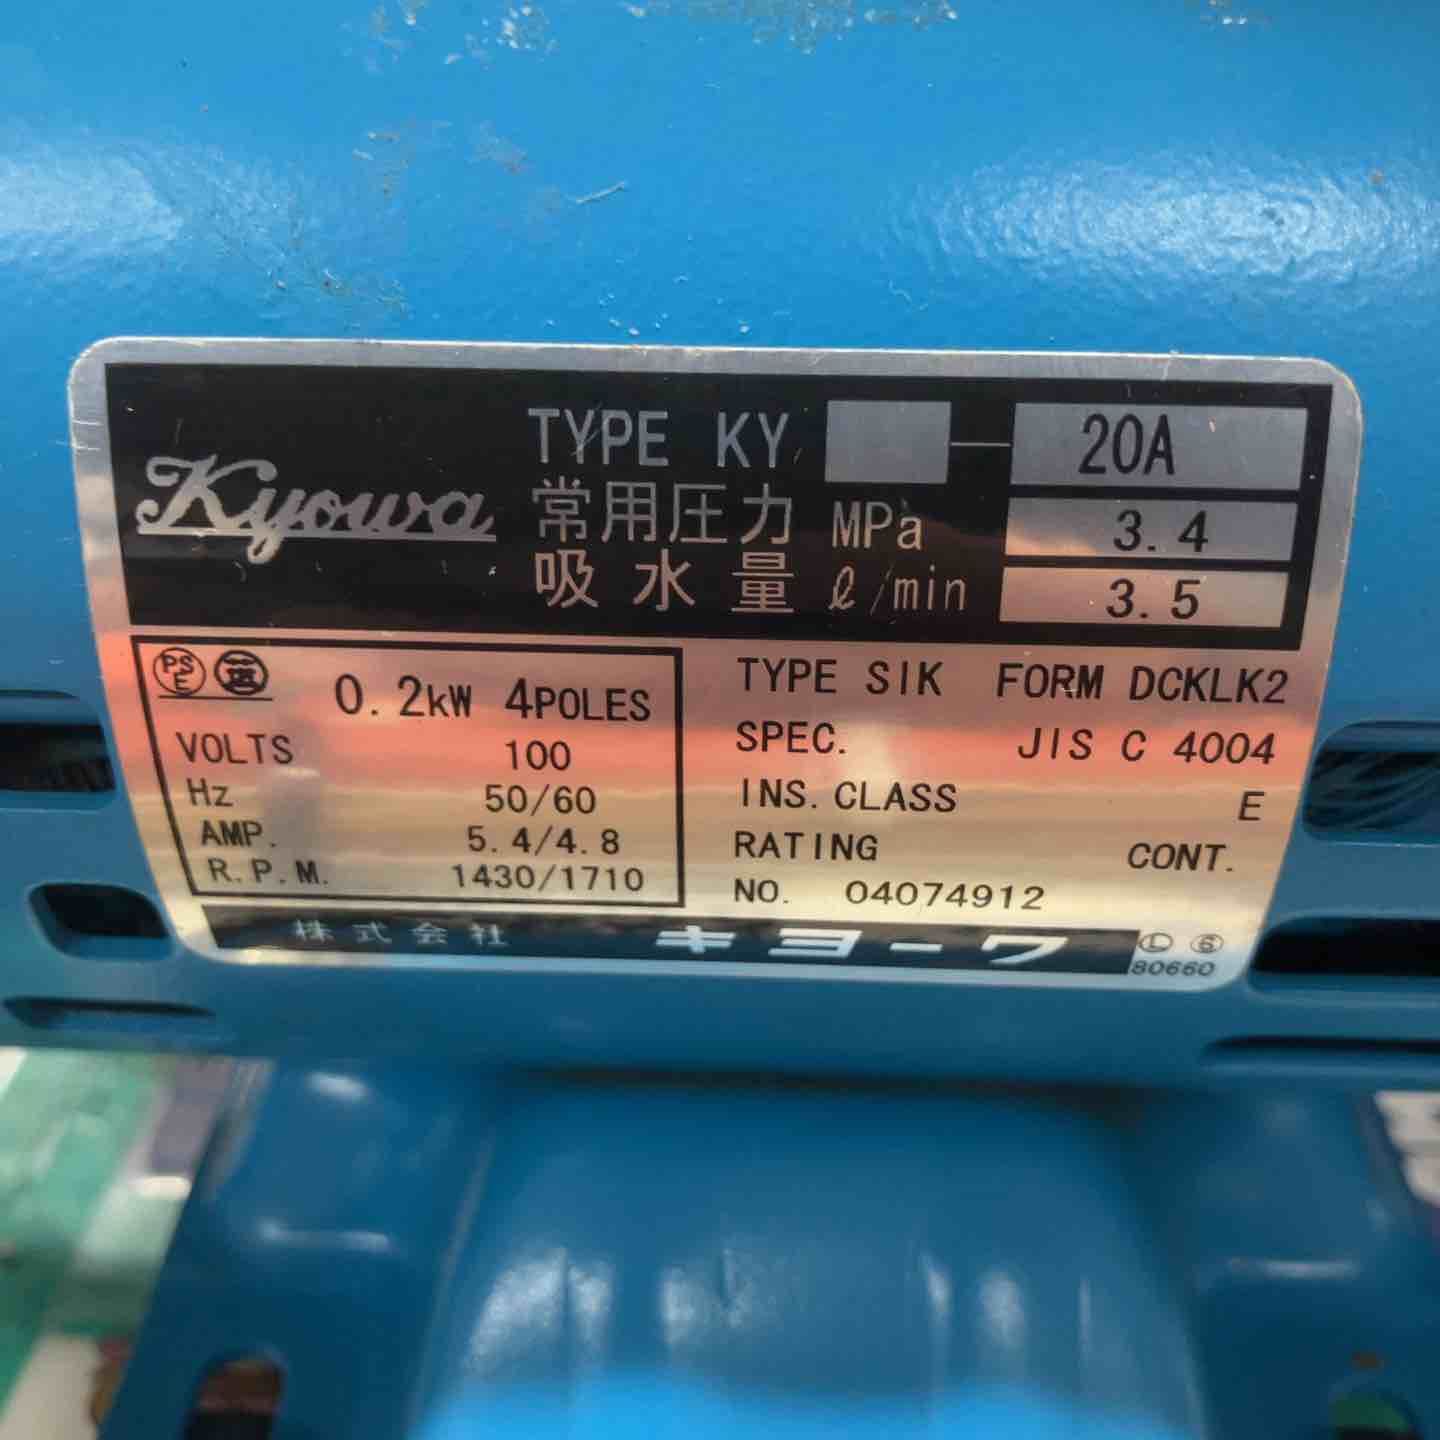 Kyowa
TYPE KY - 20A
常用圧力 MPa 3.4
吸水量 ℓ/min 3.5
PSE
0.2kW 4POLES
VOLTS 100
Hz 50/60
AMP. 5.4/4.8
R.P.M. 1430/1710
TYPE SIK FORM DCKLK2
SPEC. JIS C 4004
INS. CLASS E
RATING CONT.
NO. 04074912
株式会社 キヨーワ
L 6
80660